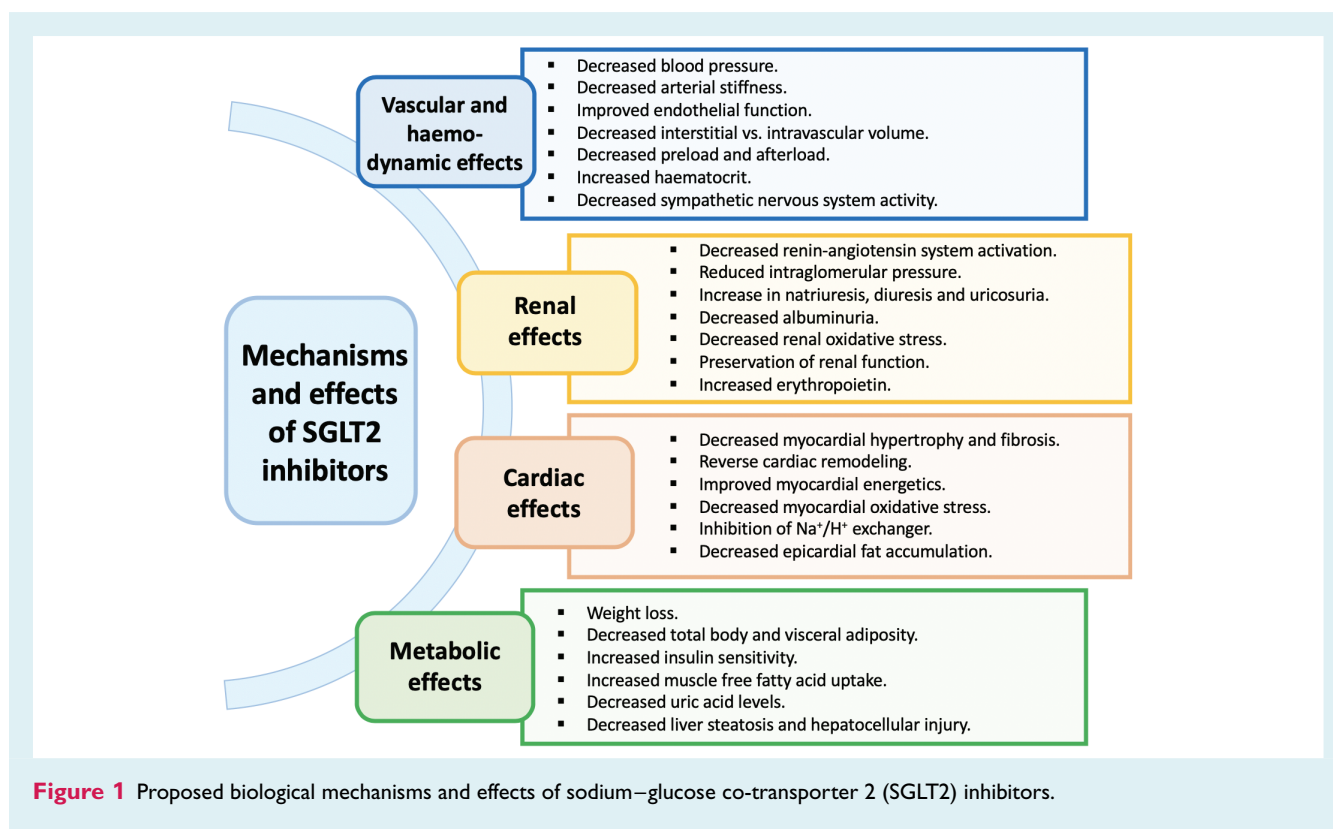 Mechanisms
and effects
of SGLT2
inhibitors
Vascular and
haemo-
dynamic effects
▪ Decreased blood pressure.
▪ Decreased arterial stiffness.
▪ Improved endothelial function.
▪ Decreased interstitial vs. intravascular volume.
▪ Decreased preload and afterload.
▪ Increased haematocrit.
▪ Decreased sympathetic nervous system activity.
Renal
effects
▪ Decreased renin-angiotensin system activation.
▪ Reduced intraglomerular pressure.
▪ Increase in natriuresis, diuresis and uricosuria.
▪ Decreased albuminuria.
▪ Decreased renal oxidative stress.
▪ Preservation of renal function.
▪ Increased erythropoietin.
Cardiac
effects
▪ Decreased myocardial hypertrophy and fibrosis.
▪ Reverse cardiac remodeling.
▪ Improved myocardial energetics.
▪ Decreased myocardial oxidative stress.
▪ Inhibition of Na⁺/H⁺ exchanger.
▪ Decreased epicardial fat accumulation.
Metabolic
effects
▪ Weight loss.
▪ Decreased total body and visceral adiposity.
▪ Increased insulin sensitivity.
▪ Increased muscle free fatty acid uptake.
▪ Decreased uric acid levels.
▪ Decreased liver steatosis and hepatocellular injury.
Figure 1 Proposed biological mechanisms and effects of sodium–glucose co-transporter 2 (SGLT2) inhibitors.